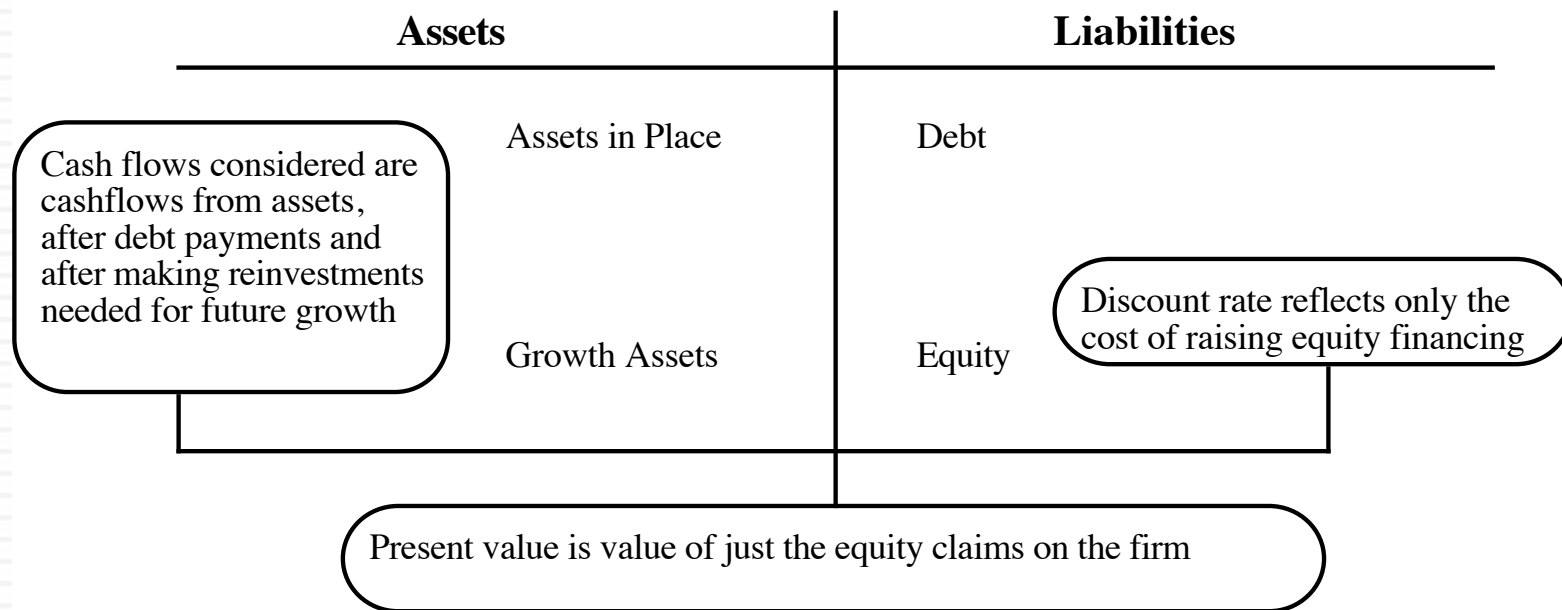 Assets
Liabilities
Assets in Place
Debt
Cash flows considered are
cashflows from assets,
after debt payments and
after making reinvestments
needed for future growth
Growth Assets
Equity
Discount rate reflects only the
cost of raising equity financing
Present value is value of just the equity claims on the firm